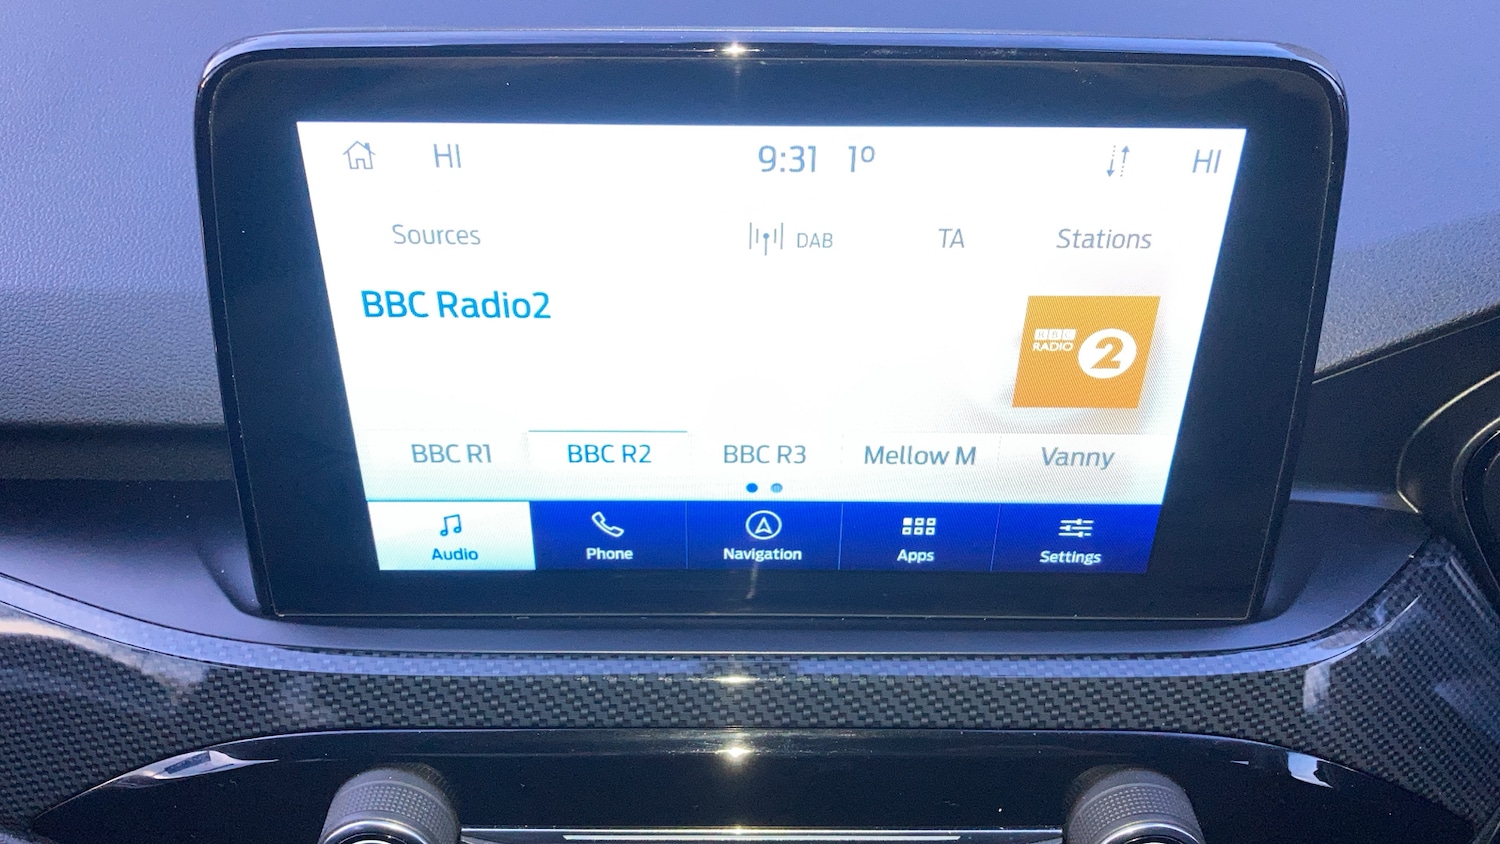 HI 9:31 1° HI
Sources DAB TA Stations
BBC Radio2
BBC
RADIO 2
BBC R1 BBC R2 BBC R3 Mellow M Vanny
Audio Phone Navigation Apps Settings